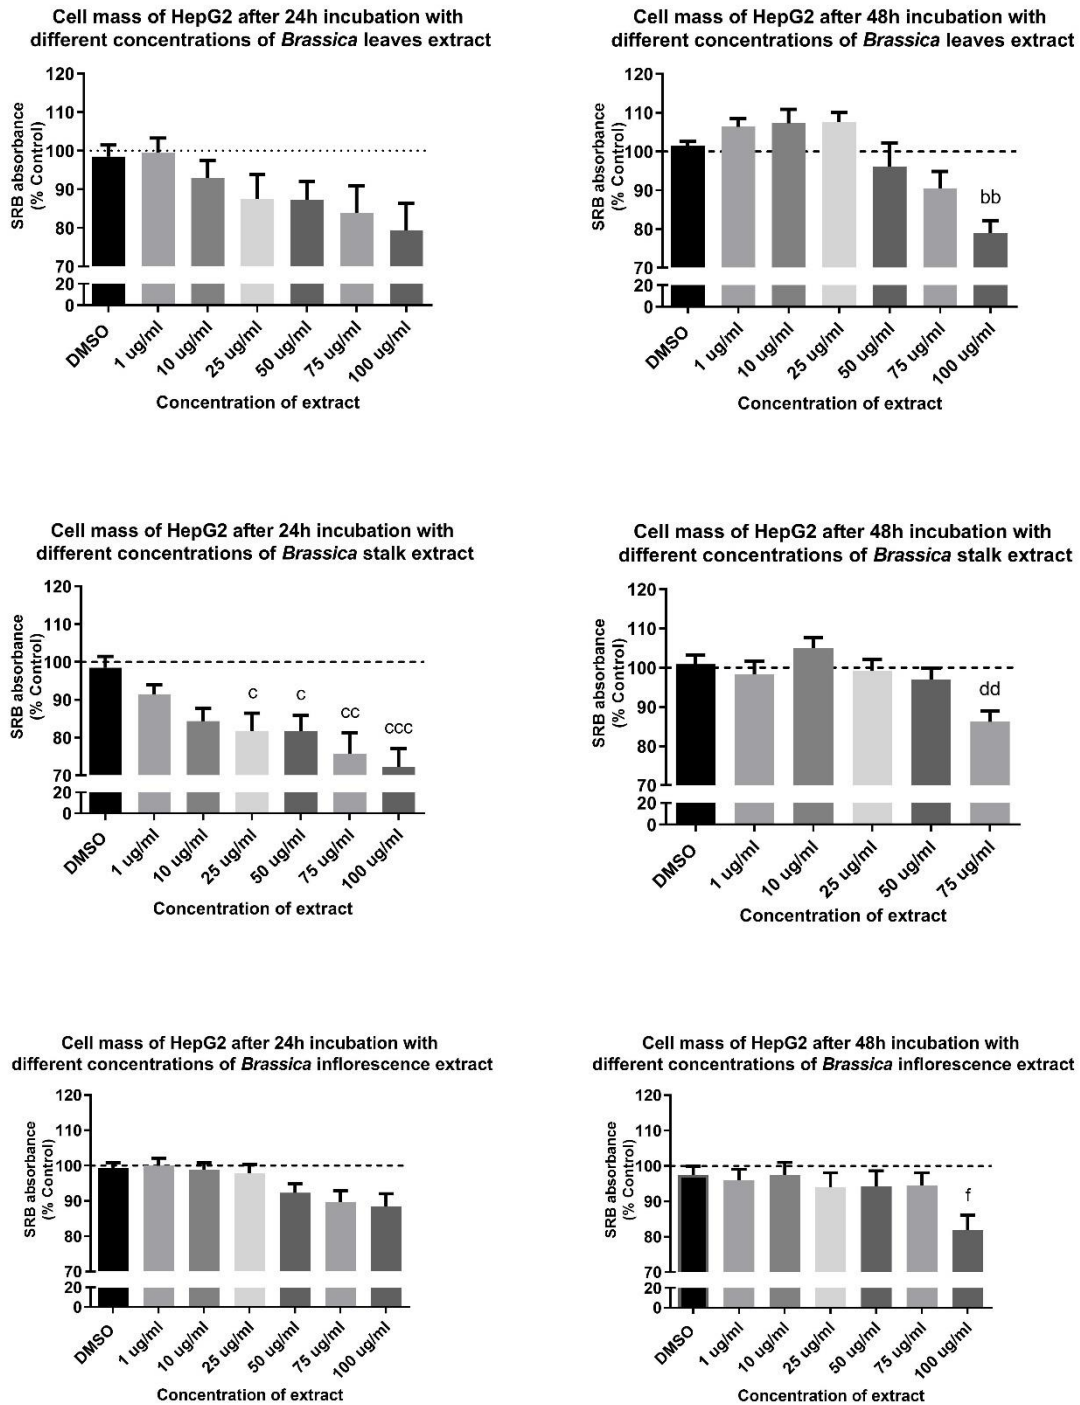 Cell mass of HepG2 after 24h incubation with
different concentrations of Brassica leaves extract
120
110
100
90
80
70
20
0
SRB absorbance
(% Control)
DMSO
1 ug/ml
10 ug/ml
25 ug/ml
50 ug/ml
75 ug/ml
100 ug/ml
Concentration of extract
Cell mass of HepG2 after 48h incubation with
different concentrations of Brassica leaves extract
120
110
100
90
80
70
20
0
SRB absorbance
(% Control)
bb
DMSO
1 ug/ml
10 ug/ml
25 ug/ml
50 ug/ml
75 ug/ml
100 ug/ml
Concentration of extract
Cell mass of HepG2 after 24h incubation with
different concentrations of Brassica stalk extract
120
110
100
90
80
70
20
0
SRB absorbance
(% Control)
c
c
cc
ccc
DMSO
1 ug/ml
10 ug/ml
25 ug/ml
50 ug/ml
75 ug/ml
100 ug/ml
Concentration of extract
Cell mass of HepG2 after 48h incubation with
different concentrations of Brassica stalk extract
120
110
100
90
80
70
20
0
SRB absorbance
(% Control)
dd
DMSO
1 ug/ml
10 ug/ml
25 ug/ml
50 ug/ml
75 ug/ml
Concentration of extract
Cell mass of HepG2 after 24h incubation with
different concentrations of Brassica inflorescence extract
120
110
100
90
80
70
20
0
SRB absorbance
(% Control)
DMSO
1 ug/ml
10 ug/ml
25 ug/ml
50 ug/ml
75 ug/ml
100 ug/ml
Concentration of extract
Cell mass of HepG2 after 48h incubation with
different concentrations of Brassica inflorescence extract
120
110
100
90
80
70
20
0
SRB absorbance
(% Control)
f
DMSO
1 ug/ml
10 ug/ml
25 ug/ml
50 ug/ml
75 ug/ml
100 ug/ml
Concentration of extract